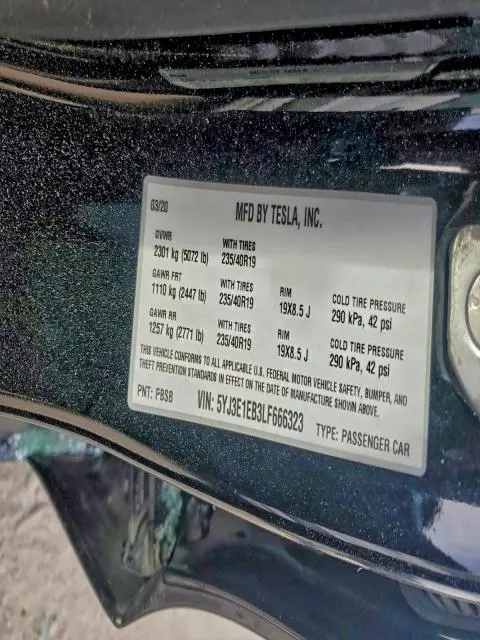 03/20 MFD BY TESLA, INC.
GVWR WITH TIRES
2301 kg (5072 lb) 235/40R19
GAWR FRT WITH TIRES RIM COLD TIRE PRESSURE
1110 kg (2447 lb) 235/40R19 19X8.5 J 290 kPa, 42 psi
GAWR RR WITH TIRES RIM COLD TIRE PRESSURE
1257 kg (2771 lb) 235/40R19 19X8.5 J 290 kPa, 42 psi
THIS VEHICLE CONFORMS TO ALL APPLICABLE U.S. FEDERAL MOTOR VEHICLE SAFETY, BUMPER, AND
THEFT PREVENTION STANDARDS IN EFFECT ON THE DATE OF MANUFACTURE SHOWN ABOVE.
PNT: PBSB VIN: 5YJ3E1EB3LF666323 TYPE: PASSENGER CAR